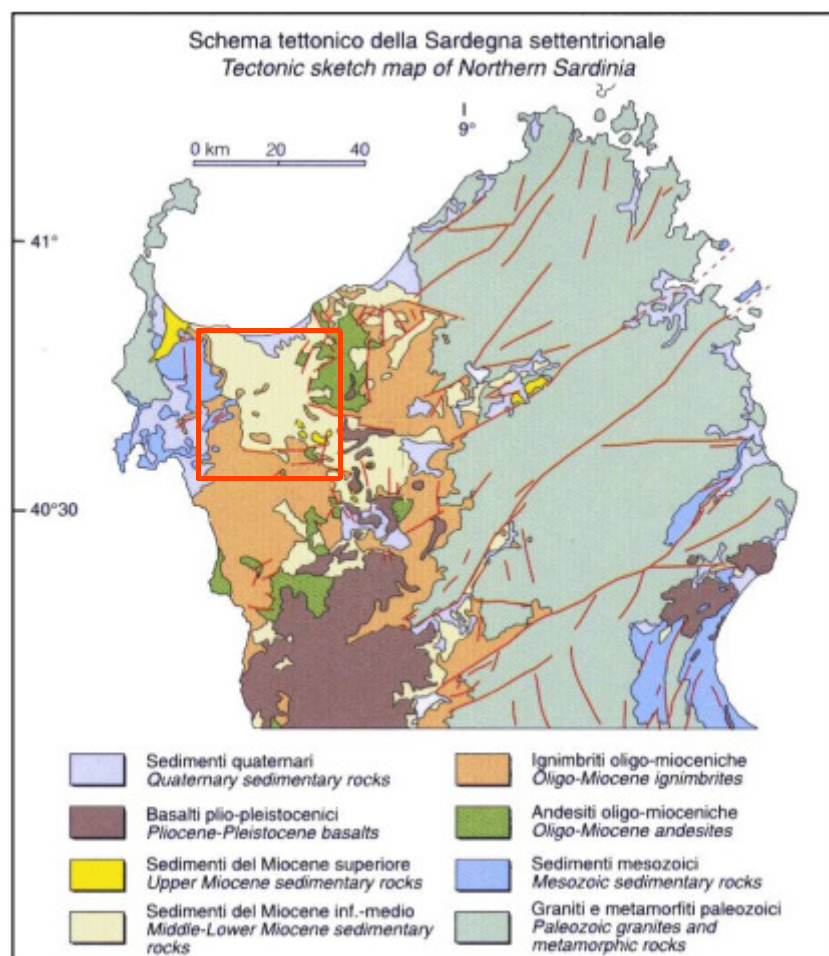 Schema tettonico della Sardegna settentrionale
Tectonic sketch map of Northern Sardinia
9°
0 km 20 40
41°
40°30
Sedimenti quaternari
Quaternary sedimentary rocks
Basalti plio-pleistocenici
Pliocene-Pleistocene basalts
Sedimenti del Miocene superiore
Upper Miocene sedimentary rocks
Sedimenti del Miocene inf.-medio
Middle-Lower Miocene sedimentary
rocks
Ignimbriti oligo-mioceniche
Oligo-Miocene ignimbrites
Andesiti oligo-mioceniche
Oligo-Miocene andesites
Sedimenti mesozoici
Mesozoic sedimentary rocks
Graniti e metamorfiti paleozoici
Paleozoic granites and
metamorphic rocks